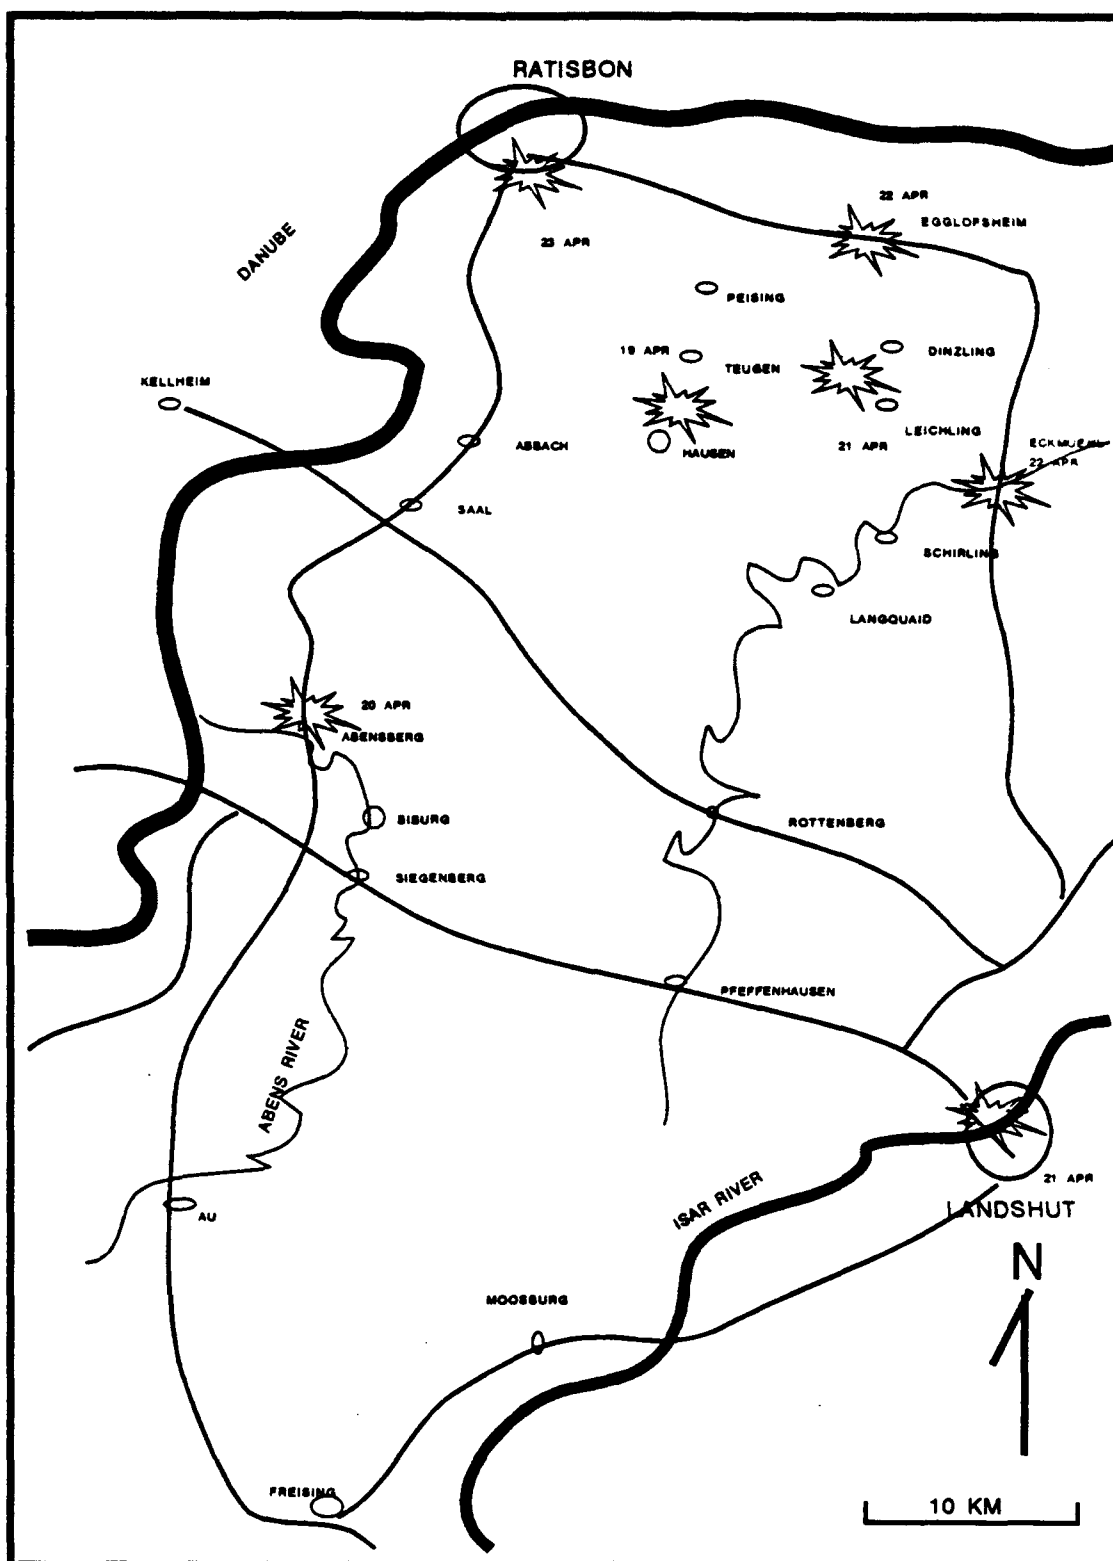 RATISBON
22 APR
EGGLOFSHEIM
23 APR
DANUBE
PEISING
19 APR
DINZLING
TEUGEN
KELLHEIM
LEICHLING
21 APR
ABBACH
HAUSEN
ECKMUEHL
22 APR
SAAL
SCHIRLING
LANGQUAID
20 APR
ABENSBERG
BIBURG
ROTTENBERG
SIEGENBERG
PFEFFENHAUSEN
ABENS RIVER
21 APR
ISAR RIVER
LANDSHUT
AU
N
MOOSBURG
FREISING
10 KM